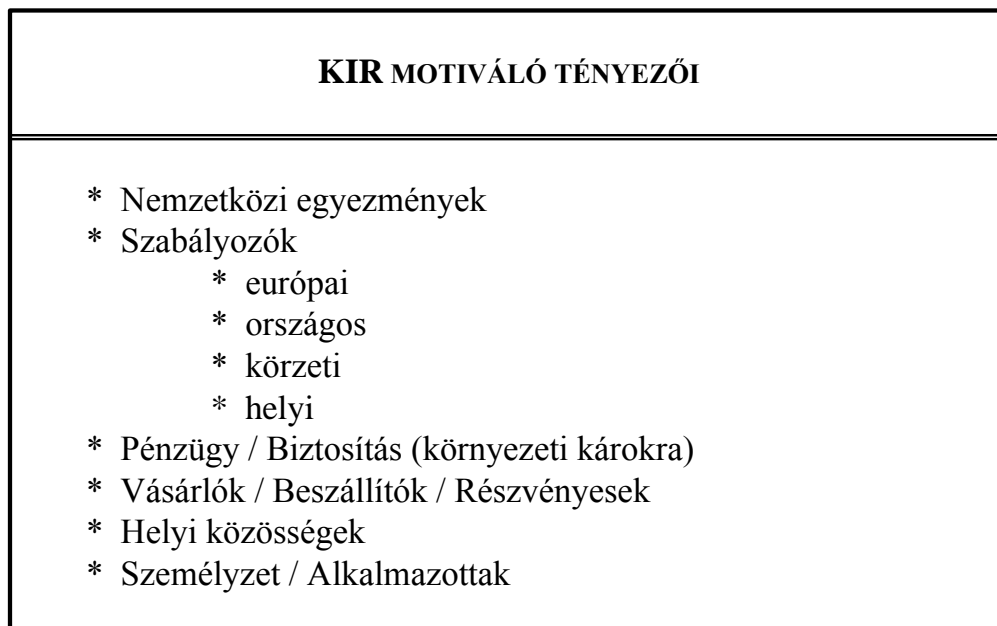 KIR MOTIVÁLÓ TÉNYEZŐI
* Nemzetközi egyezmények
* Szabályozók
* európai
* országos
* körzeti
* helyi
* Pénzügy / Biztosítás (környezeti károkra)
* Vásárlók / Beszállítók / Részvényesek
* Helyi közösségek
* Személyzet / Alkalmazottak